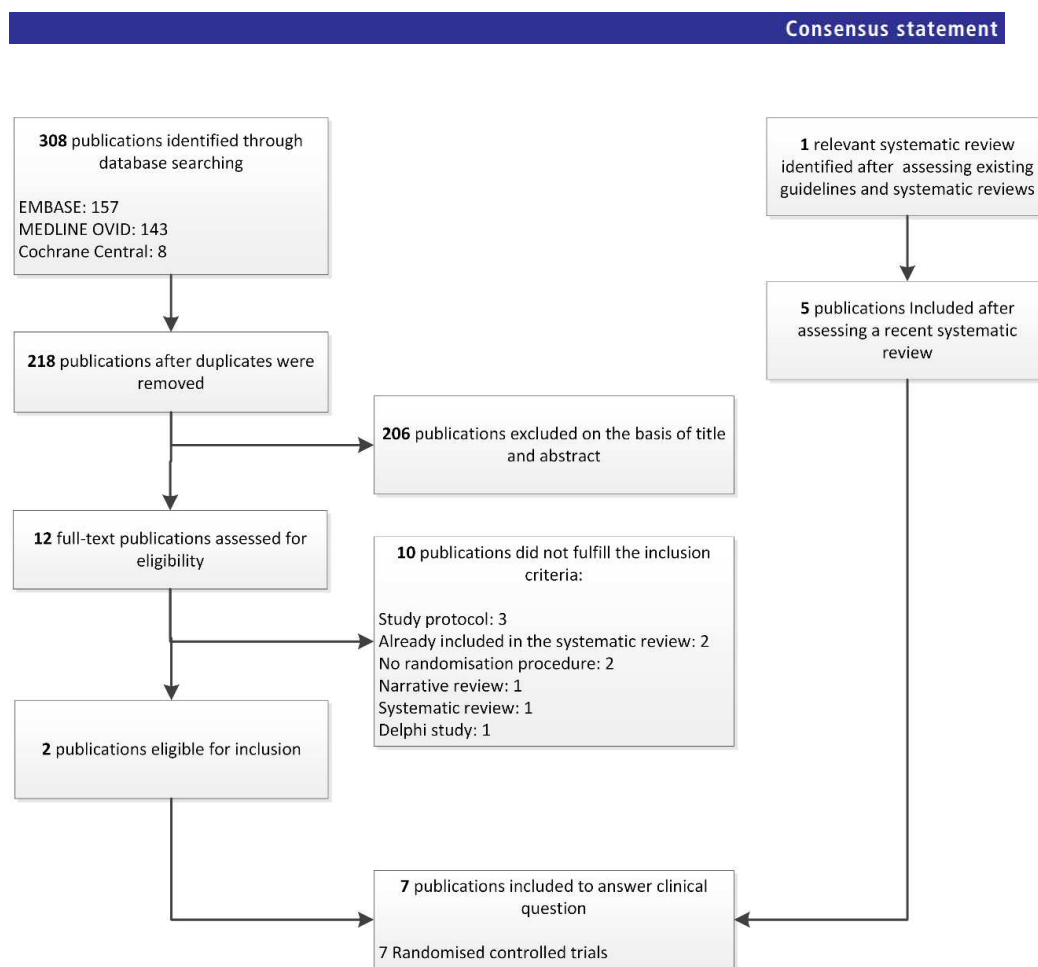 Consensus statement
308 publications identified through
database searching
EMBASE: 157
MEDLINE OVID: 143
Cochrane Central: 8
1 relevant systematic review
identified after assessing existing
guidelines and systematic reviews
5 publications Included after
assessing a recent systematic
review
218 publications after duplicates were
removed
206 publications excluded on the basis of title
and abstract
12 full-text publications assessed for
eligibility
10 publications did not fulfill the inclusion
criteria:
Study protocol: 3
Already included in the systematic review: 2
No randomisation procedure: 2
Narrative review: 1
Systematic review: 1
Delphi study: 1
2 publications eligible for inclusion
7 publications included to answer clinical
question
7 Randomised controlled trials